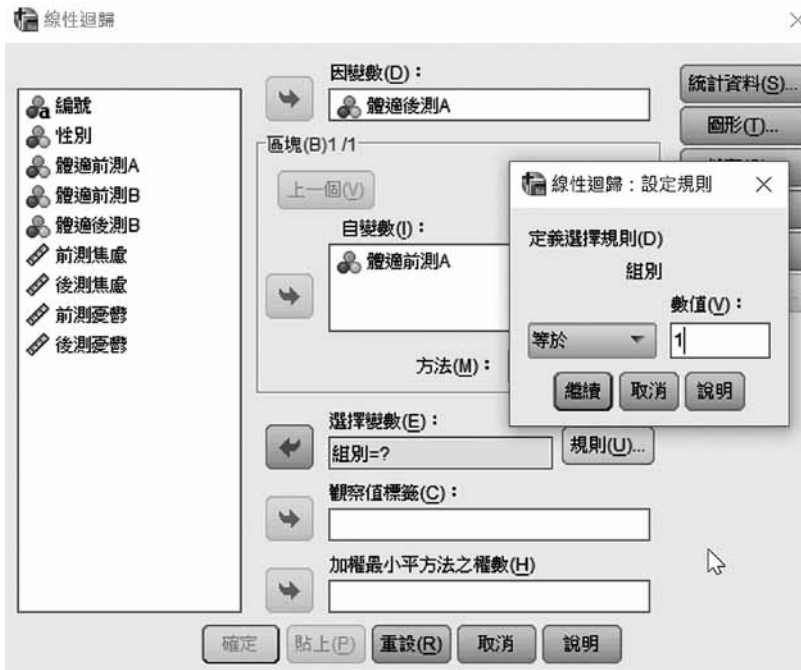 線性迴歸
編號
性別
體適前測A
體適前測B
體適後測B
前測焦慮
後測焦慮
前測憂鬱
後測憂鬱
因變數(D)：
體適後測A
區塊(B)1 /1
上一個(V)
自變數(I)：
體適前測A
方法(M)：
選擇變數(E)：
組別=?
規則(U)...
觀察值標籤(C)：
加權最小平方法之權數(H)
統計資料(S)...
圖形(T)...
線性迴歸：設定規則
定義選擇規則(D)
組別
數值(V)：
等於
1
繼續
取消
說明
確定
貼上(P)
重設(R)
取消
說明